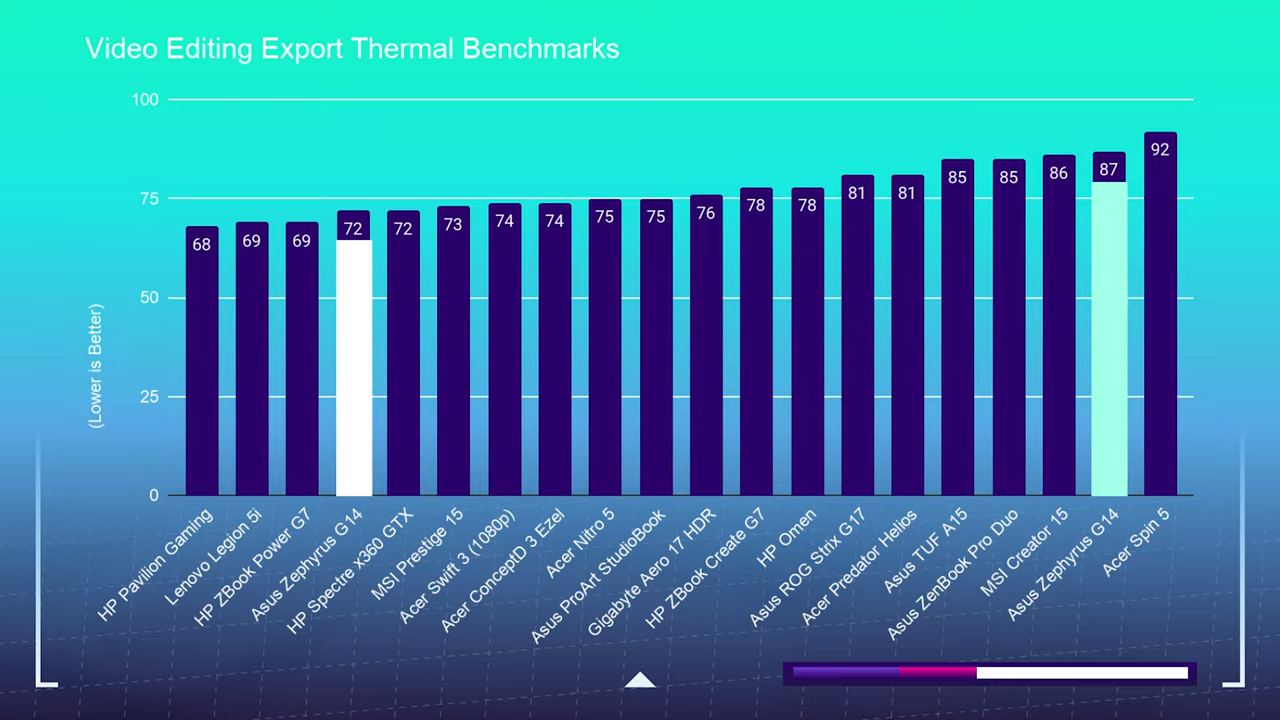 Video Editing Export Thermal Benchmarks
100
75
50
25
0
(Lower is Better)
68
69
69
72
72
73
74
74
75
75
76
78
78
81
81
85
85
86
87
92
HP Pavilion Gaming
Lenovo Legion 5i
HP ZBook Power G7
Asus Zephyrus G14
HP Spectre x360 GTX
MSI Prestige 15
Acer Swift 3 (1080p)
Acer ConceptD 3 Ezel
Acer Nitro 5
Asus ProArt StudioBook
Gigabyte Aero 17 HDR
HP ZBook Create G7
HP Omen
Asus ROG Strix G17
Acer Predator Helios
Asus TUF A15
Asus ZenBook Pro Duo
MSI Creator 15
Asus Zephyrus G14
Acer Spin 5